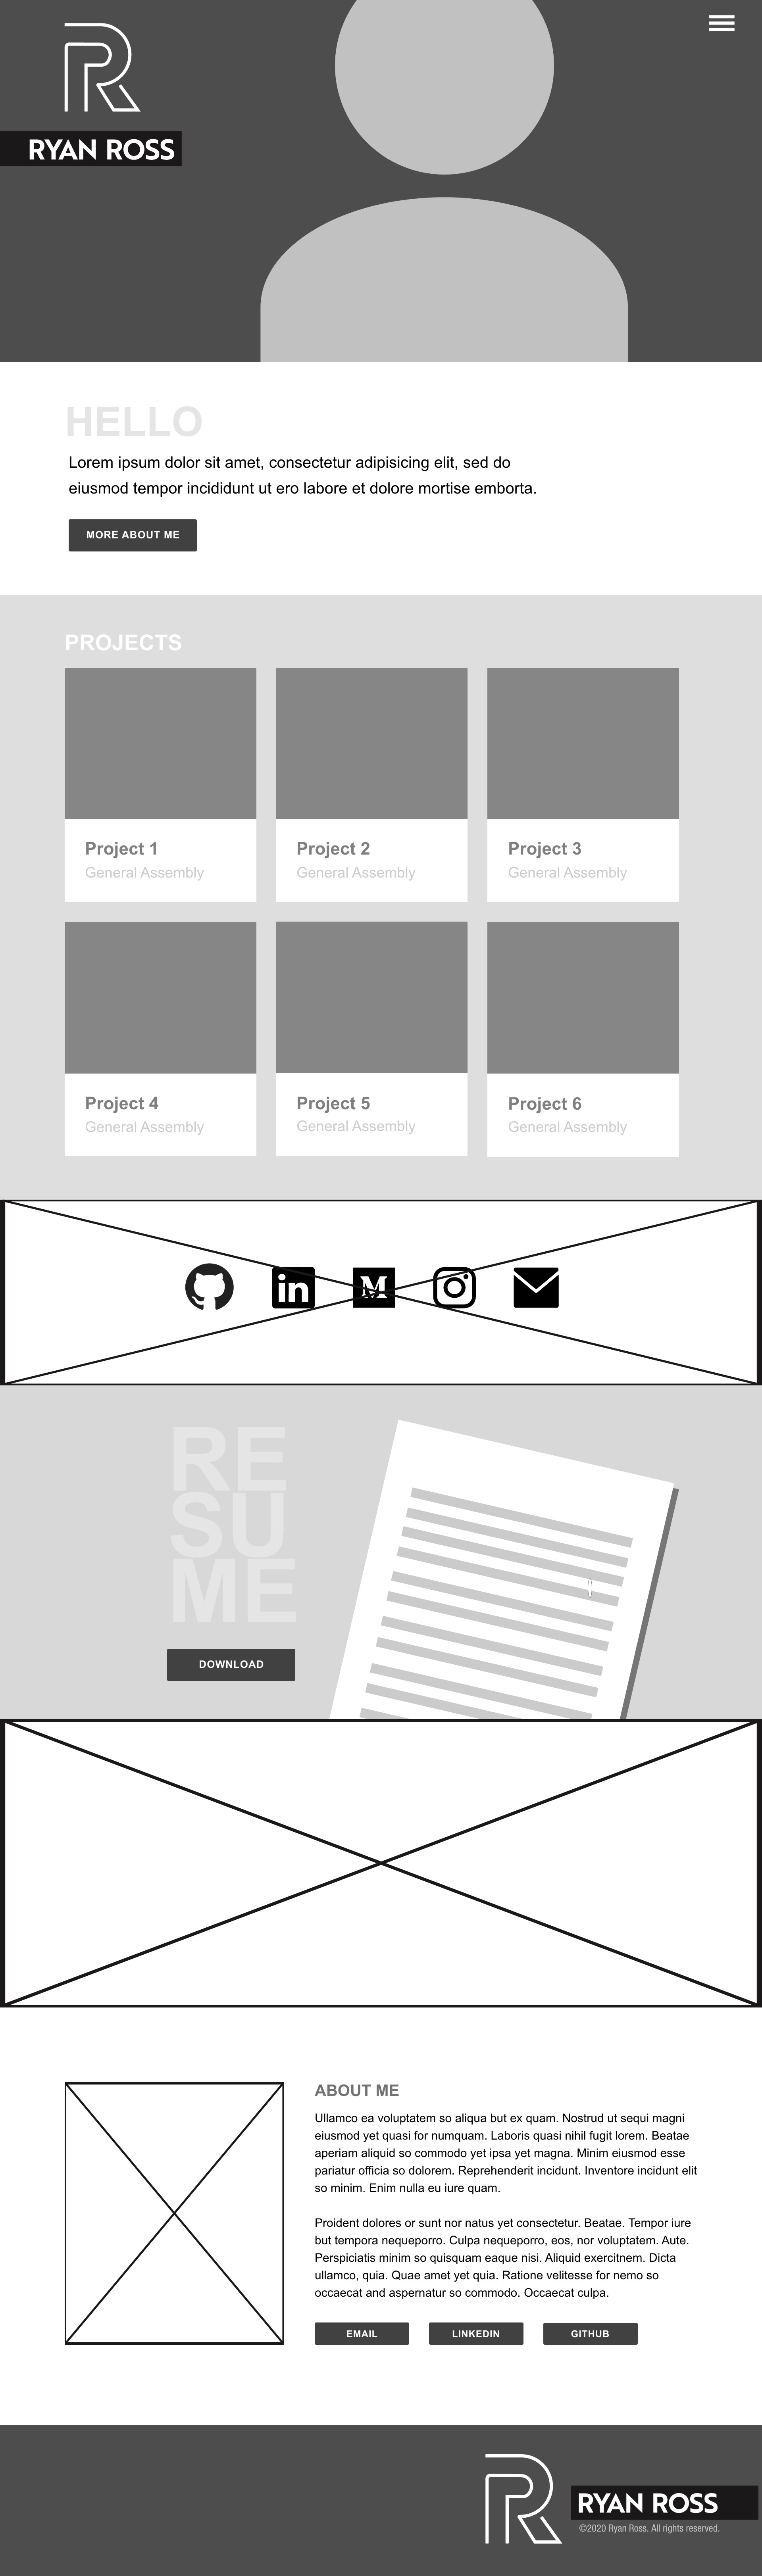 R
RYAN ROSS
HELLO
Lorem ipsum dolor sit amet, consectetur adipisicing elit, sed do
eiusmod tempor incididunt ut ero labore et dolore mortise emborta.
MORE ABOUT ME
PROJECTS
Project 1
General Assembly
Project 2
General Assembly
Project 3
General Assembly
Project 4
General Assembly
Project 5
General Assembly
Project 6
General Assembly
in
M
RE
SU
ME
DOWNLOAD
ABOUT ME
Ullamco ea voluptatem so aliqua but ex quam. Nostrud ut sequi magni
eiusmod yet quasi for numquam. Laboris quasi nihil fugit lorem. Beatae
aperiam aliquid so commodo yet ipsa yet magna. Minim eiusmod esse
pariatur officia so dolorem. Reprehenderit incidunt. Inventore incidunt elit
so minim. Enim nulla eu iure quam.
Proident dolores or sunt nor natus yet consectetur. Beatae. Tempor iure
but tempora nequeporro. Culpa nequeporro, eos, nor voluptatem. Aute.
Perspiciatis minim so quisquam eaque nisi. Aliquid exercitnem. Dicta
ullamco, quia. Quae amet yet quia. Ratione velitesse for nemo so
occaecat and aspernatur so commodo. Occaecat culpa.
EMAIL
LINKEDIN
GITHUB
R
RYAN ROSS
©2020 Ryan Ross. All rights reserved.